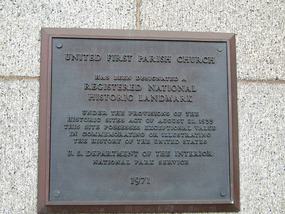 UNITED FIRST PARISH CHURCH
HAS BEEN DESIGNATED A
REGISTERED NATIONAL
HISTORIC LANDMARK
UNDER THE PROVISIONS OF THE
HISTORIC SITES ACT OF AUGUST 21, 1935
THIS SITE POSSESSES EXCEPTIONAL VALUE
IN COMMEMORATING OR ILLUSTRATING
THE HISTORY OF THE UNITED STATES
U. S. DEPARTMENT OF THE INTERIOR
NATIONAL PARK SERVICE
1971